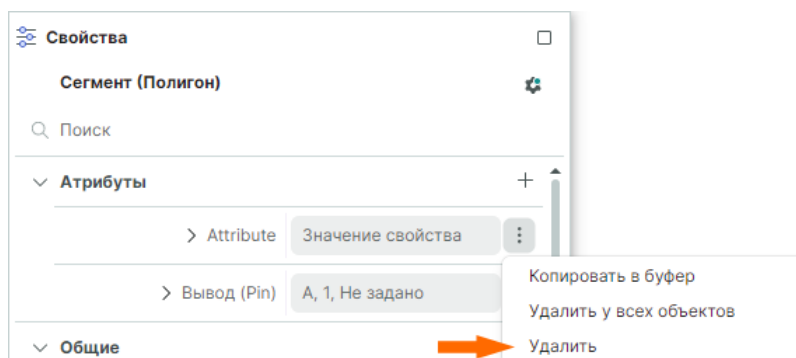 Свойства
Сегмент (Полигон)
Поиск
Атрибуты
Attribute Значение свойства
Копировать в буфер
Вывод (Pin) A, 1, Не задано
Удалить у всех объектов
Общие
Удалить